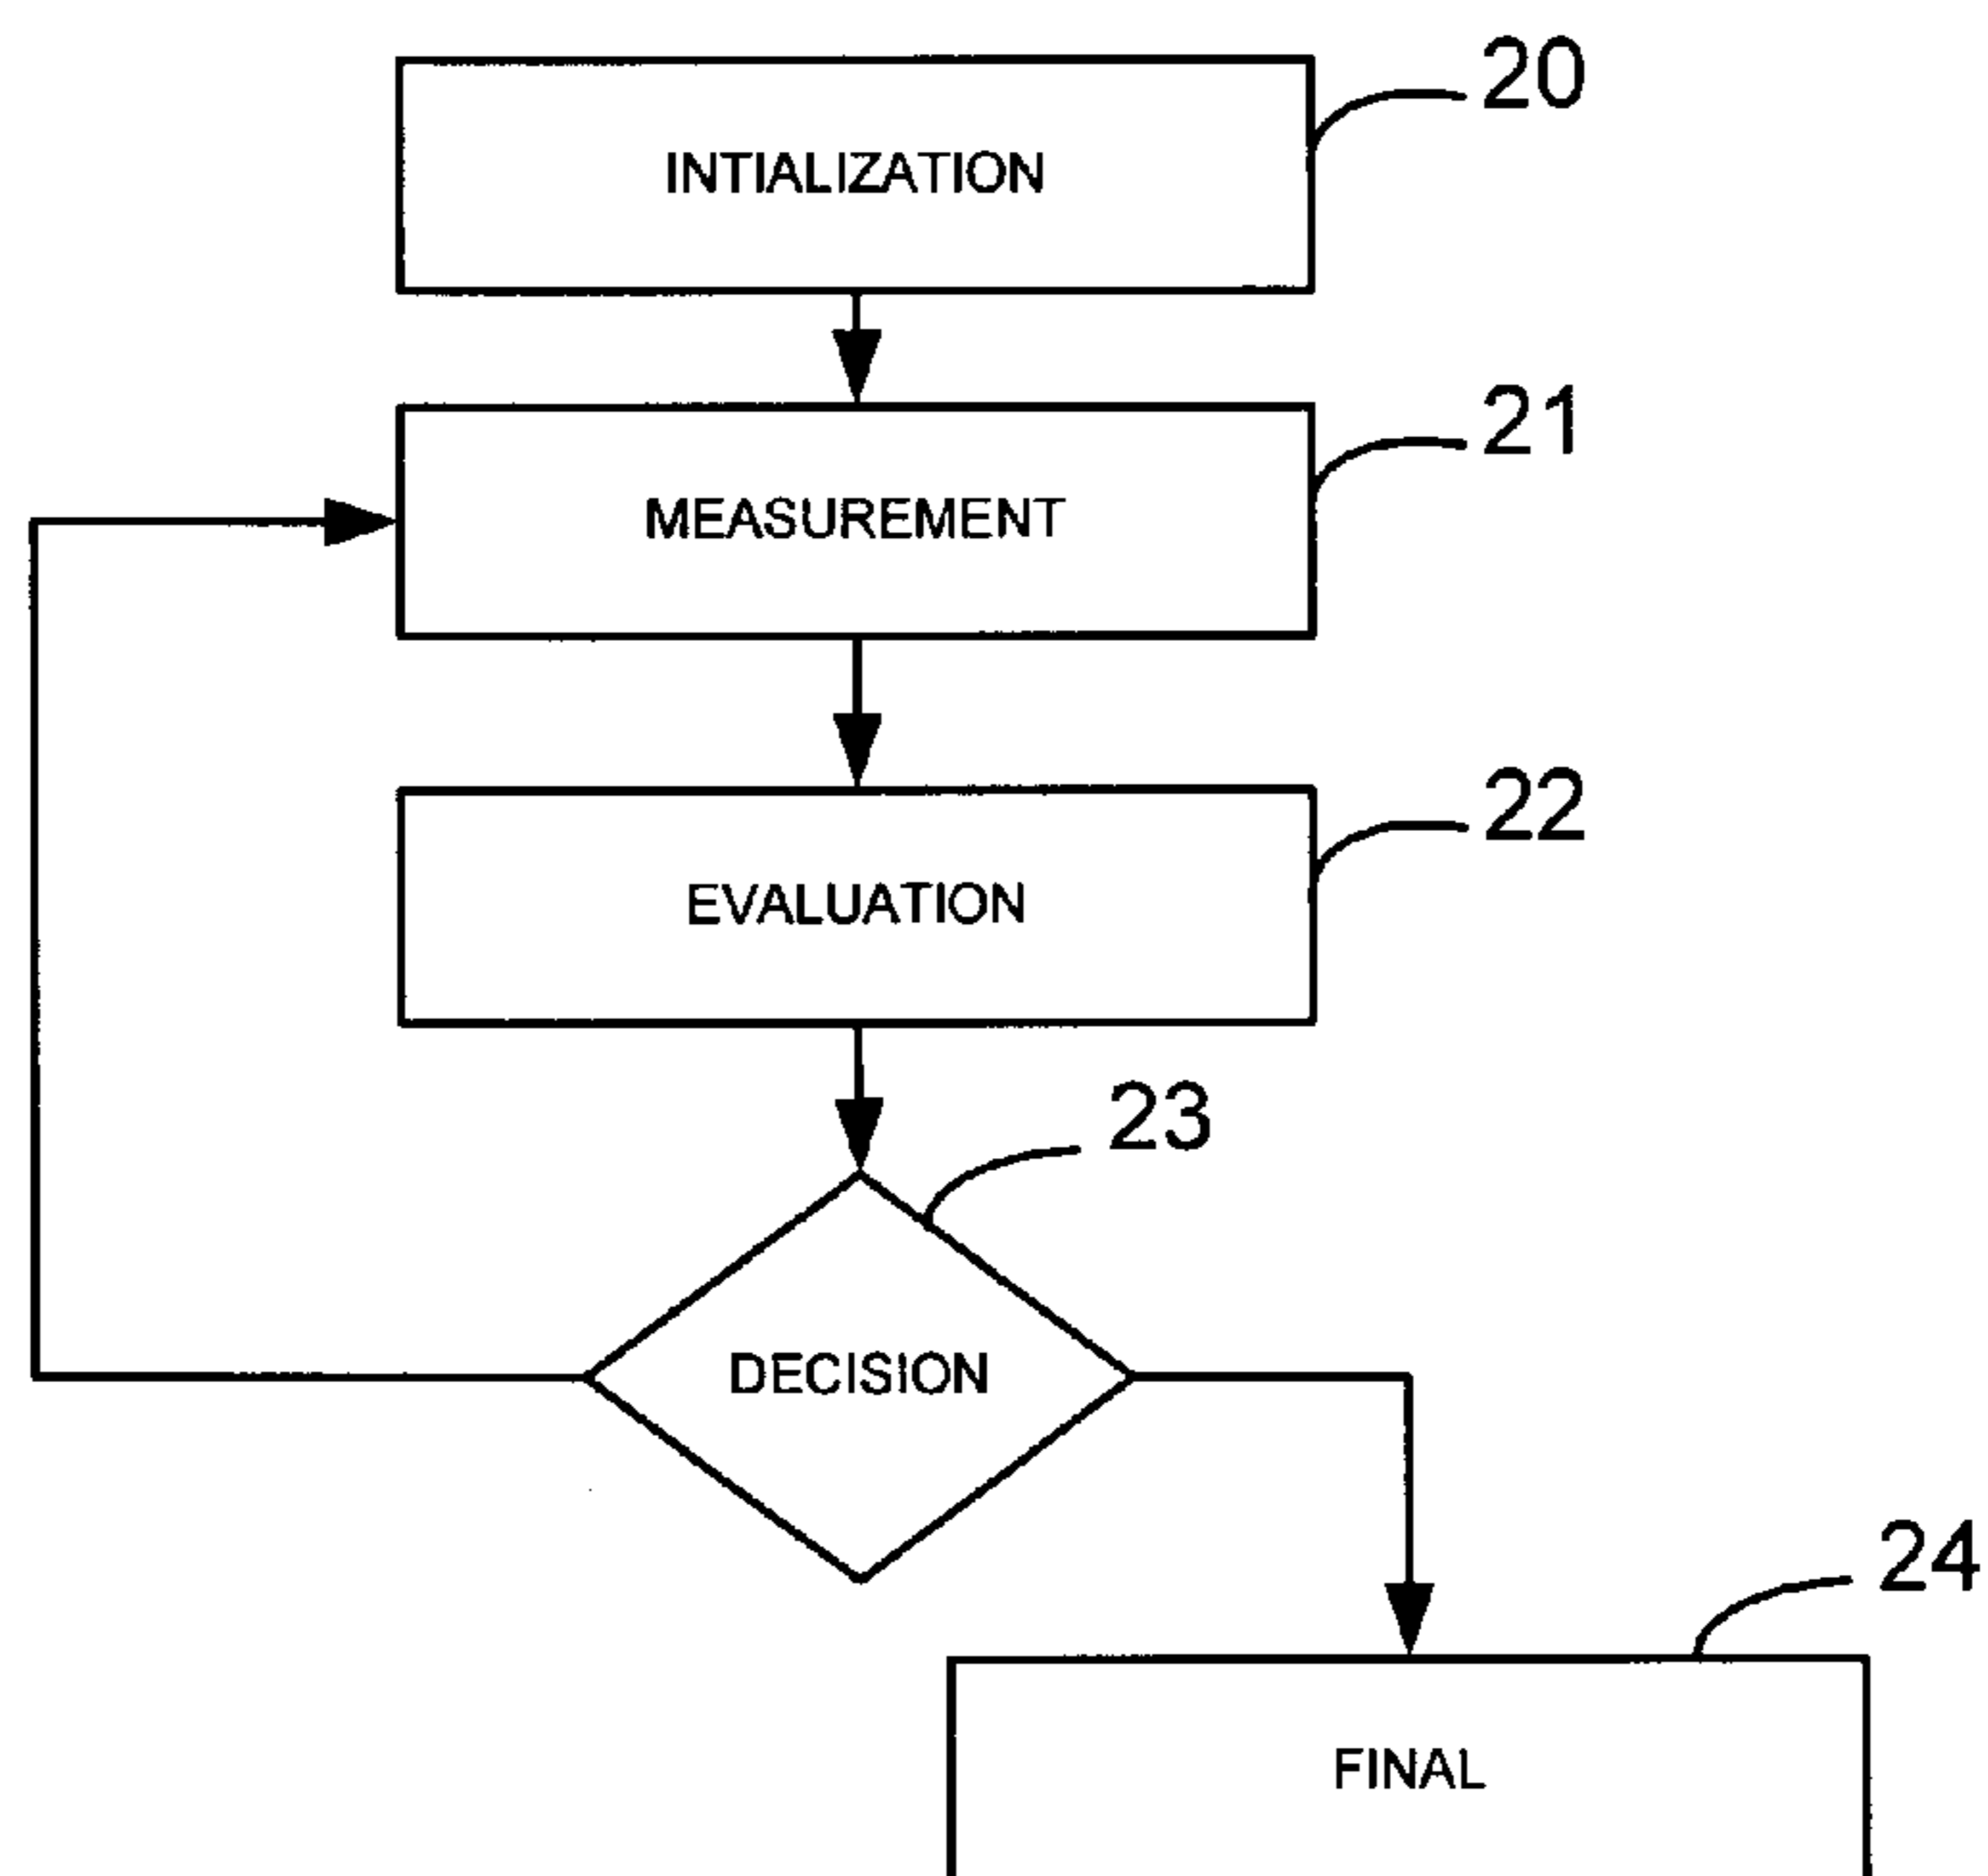 20
INTIALIZATION
21
MEASUREMENT
22
EVALUATION
23
DECISION
24
FINAL